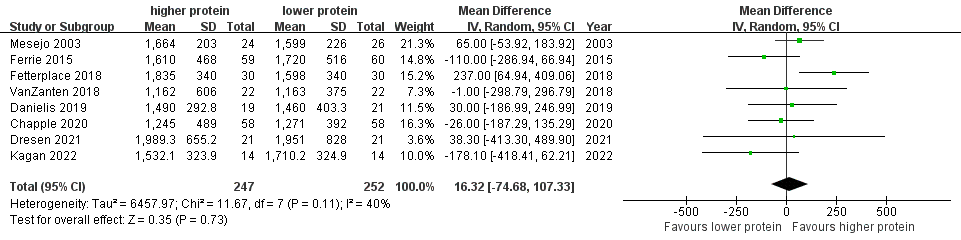 higher protein lower protein Mean Difference Mean Difference
Study or Subgroup Mean SD Total Mean SD Total Weight IV, Random, 95% CI Year IV, Random, 95% CI
Mesejo 2003 1,664 203 24 1,599 226 26 21.3% 65.00 [-53.92, 183.92] 2003
Ferrie 2015 1,610 468 59 1,720 516 60 14.8% -110.00 [-286.94, 66.94] 2015
Fetterplace 2018 1,835 340 30 1,598 340 30 15.2% 237.00 [64.94, 409.06] 2018
VanZanten 2018 1,162 606 22 1,163 375 22 7.3% -1.00 [-298.79, 296.79] 2018
Danielis 2019 1,490 292.8 19 1,460 403.3 21 11.2% 30.00 [-186.99, 246.99] 2019
Chapple 2020 1,245 489 58 1,271 392 58 16.3% -26.00 [-187.29, 135.29] 2020
Dresen 2021 1,989.3 655.2 21 1,951 828 21 3.7% 38.30 [-413.30, 489.90] 2021
Kagan 2022 1,532.1 323.9 14 1,710.2 324.9 14 10.0% -178.10 [-418.41, 62.21] 2022
Total (95% CI) 247 252 100.0% 16.32 [-74.68, 107.33]
Heterogeneity: Tau² = 6457.97; Chi² = 11.67, df = 7 (P = 0.11); I² = 40%
Test for overall effect: Z = 0.35 (P = 0.73)
-500 -250 0 250 500
Favours lower protein Favours higher protein